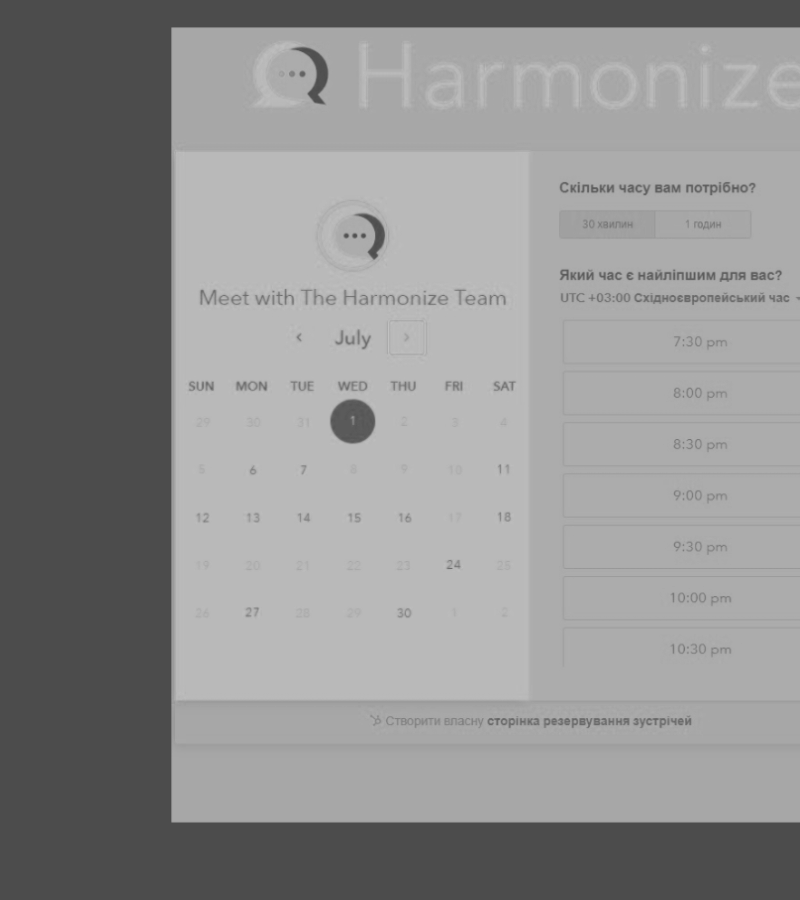 Harmonize
Meet with The Harmonize Team
‹ July ›
SUN MON TUE WED THU FRI SAT
29 30 31 1 2 3 4
5 6 7 8 9 10 11
12 13 14 15 16 17 18
19 20 21 22 23 24 25
26 27 28 29 30 1 2
Скільки часу вам потрібно?
30 хвилин 1 годин
Який час є найліпшим для вас?
UTC +03:00 Східноєвропейський час
7:30 pm
8:00 pm
8:30 pm
9:00 pm
9:30 pm
10:00 pm
10:30 pm
Створити власну сторінка резервування зустрічей